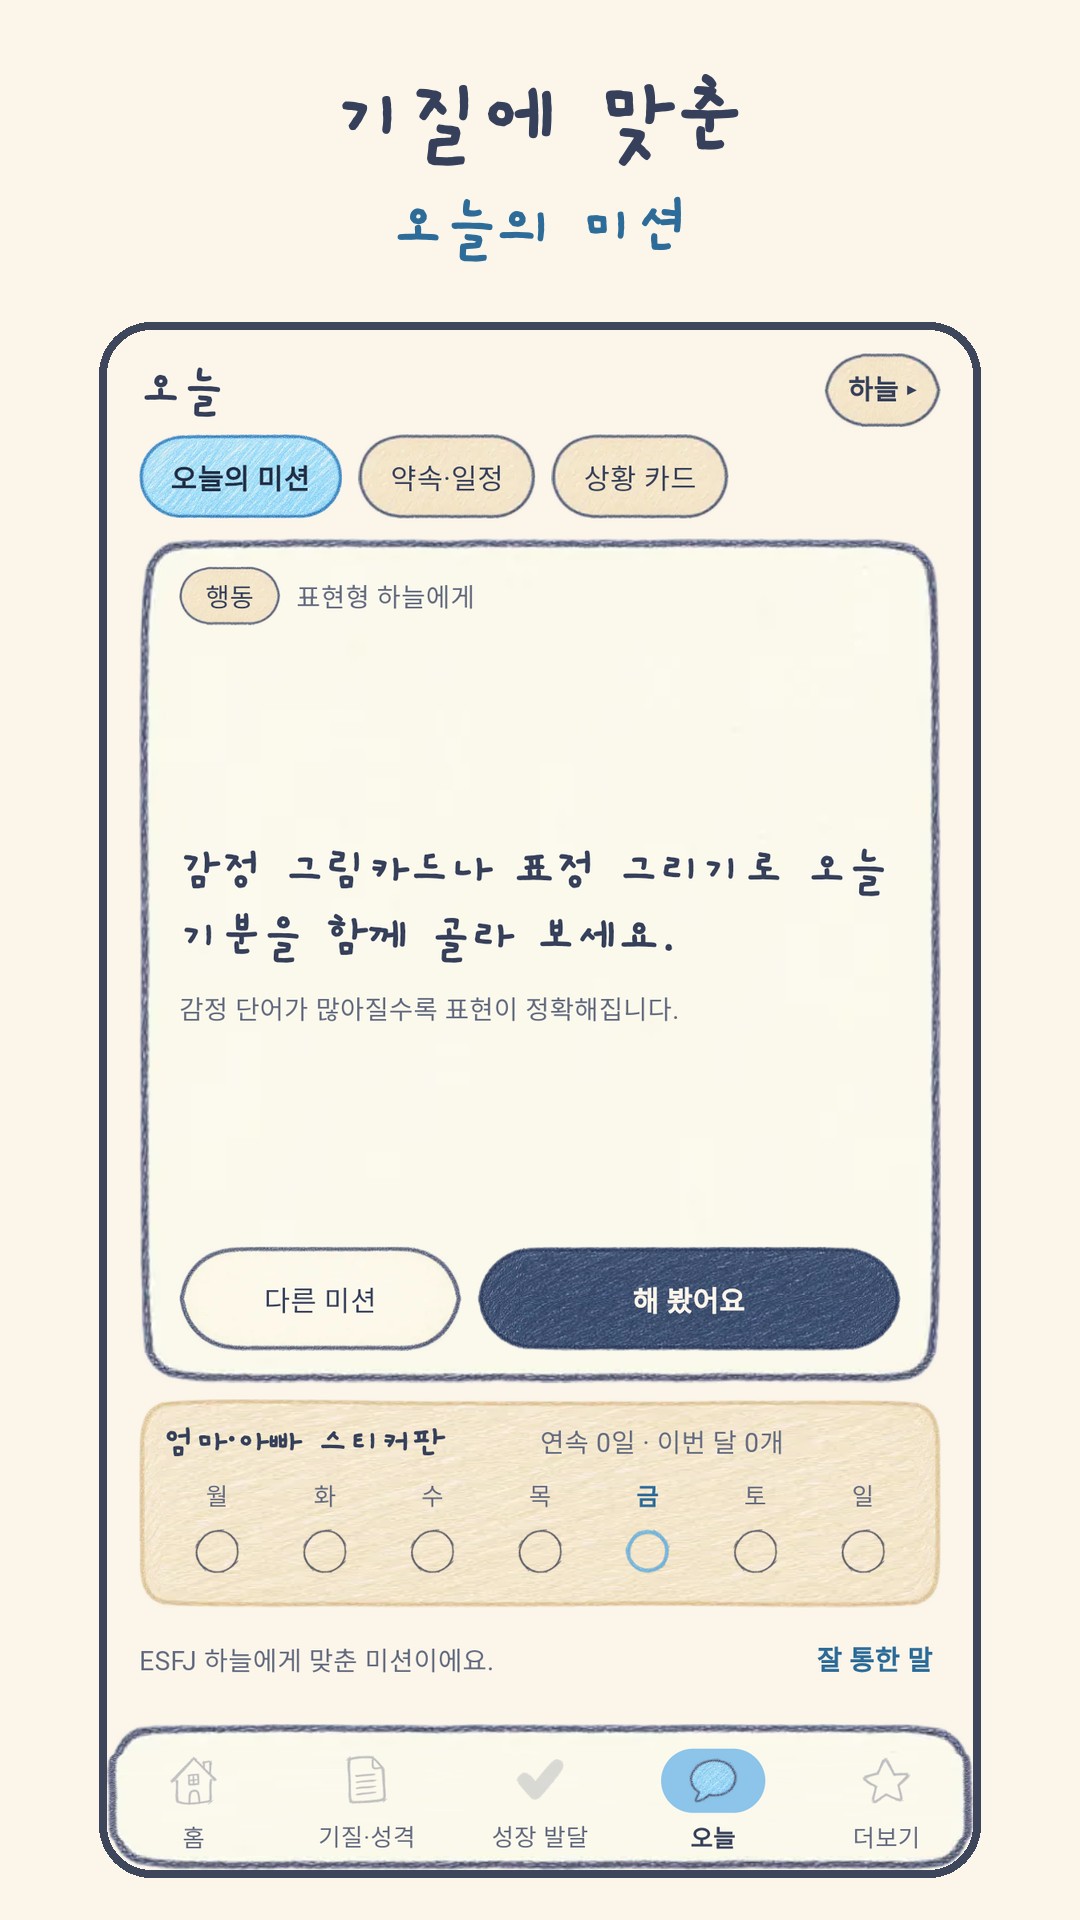 기질에 맞춘
오늘의 미션
오늘
하늘 ▸
오늘의 미션 약속·일정 상황 카드
행동 표현형 하늘에게
감정 그림카드나 표정 그리기로 오늘
기분을 함께 골라 보세요.
감정 단어가 많아질수록 표현이 정확해집니다.
다른 미션 해 봤어요
엄마·아빠 스티커판 연속 0일 · 이번 달 0개
월 화 수 목 금 토 일
ESFJ 하늘에게 맞춘 미션이에요. 잘 통한 말
홈 기질·성격 성장 발달 오늘 더보기